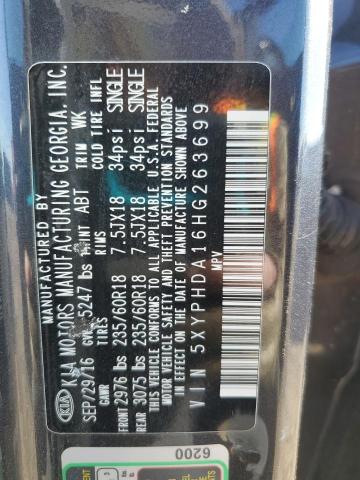 MANUFACTURED BY
KIA MOTORS MANUFACTURING GEORGIA, INC.
KIA
SEP/29/16 GVWR 5247 lbs PAINT ABT TRIM WK
GAWR TIRES RIMS COLD TIRE INFL
FRONT 2976 lbs 235/60R18 7.5JX18 34psi SINGLE
REAR 3075 lbs 235/60R18 7.5JX18 34psi SINGLE
THIS VEHICLE CONFORMS TO ALL APPLICABLE U.S.A. FEDERAL
MOTOR VEHICLE SAFETY AND THEFT PREVENTION STANDARDS
IN EFFECT ON THE DATE OF MANUFACTURE SHOWN ABOVE.
VIN 5XYPHDA16HG263699
MPV
6200